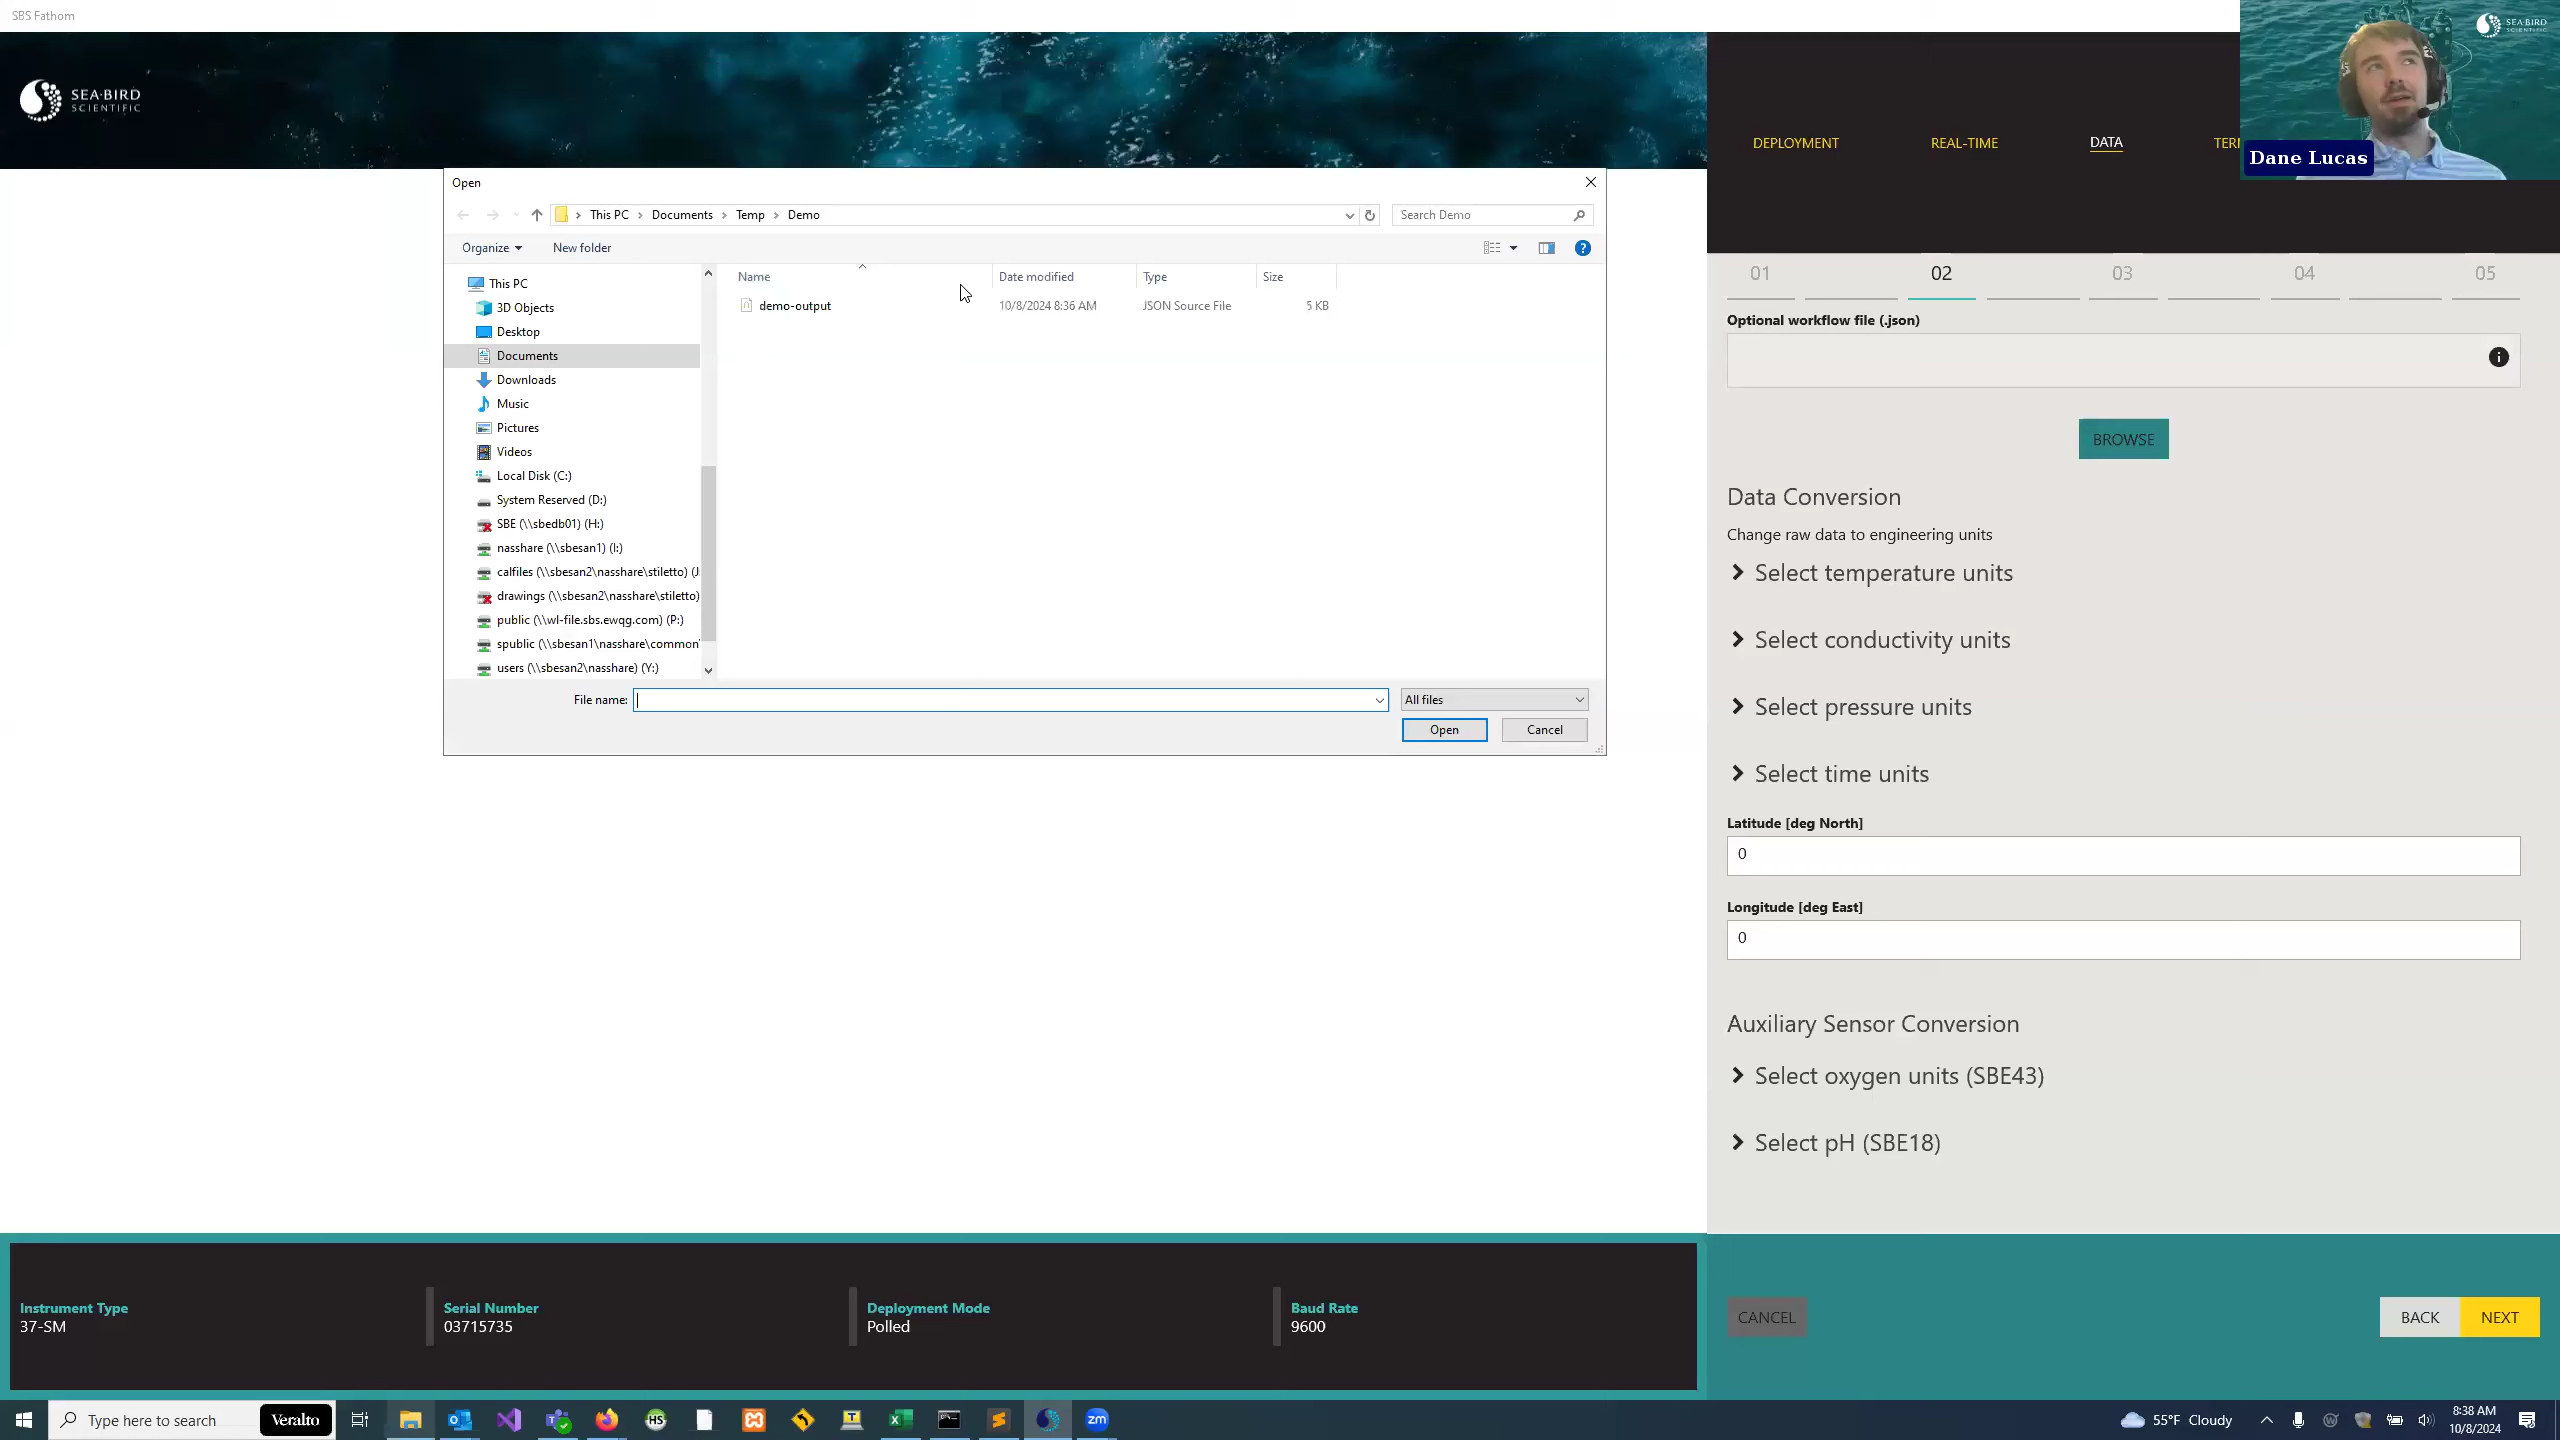 SBS Fathom
SEA·BIRD
SCIENTIFIC
SEA·BIRD
SCIENTIFIC
DEPLOYMENT
REAL-TIME
DATA
TER
Dane Lucas
Open
This PC
Documents
Temp
Demo
Search Demo
Organize
New folder
This PC
3D Objects
Desktop
Documents
Downloads
Music
Pictures
Videos
Local Disk (C:)
System Reserved (D:)
SBE (\\sbedb01) (H:)
nasshare (\\sbesan1) (I:)
calfiles (\\sbesan2\nasshare\stiletto) (J:
drawings (\\sbesan2\nasshare\stiletto)
public (\\wl-file.sbs.ewqg.com) (P:)
spublic (\\sbesan1\nasshare\common'
users (\\sbesan2\nasshare) (Y:)
Name
Date modified
Type
Size
demo-output
10/8/2024 8:36 AM
JSON Source File
5 KB
File name:
All files
Open
Cancel
01
02
03
04
05
Optional workflow file (.json)
BROWSE
Data Conversion
Change raw data to engineering units
Select temperature units
Select conductivity units
Select pressure units
Select time units
Latitude [deg North]
0
Longitude [deg East]
0
Auxiliary Sensor Conversion
Select oxygen units (SBE43)
Select pH (SBE18)
Instrument Type
37-SM
Serial Number
03715735
Deployment Mode
Polled
Baud Rate
9600
CANCEL
BACK
NEXT
Type here to search
Veralto
HS
zm
55°F Cloudy
8:38 AM
10/8/2024